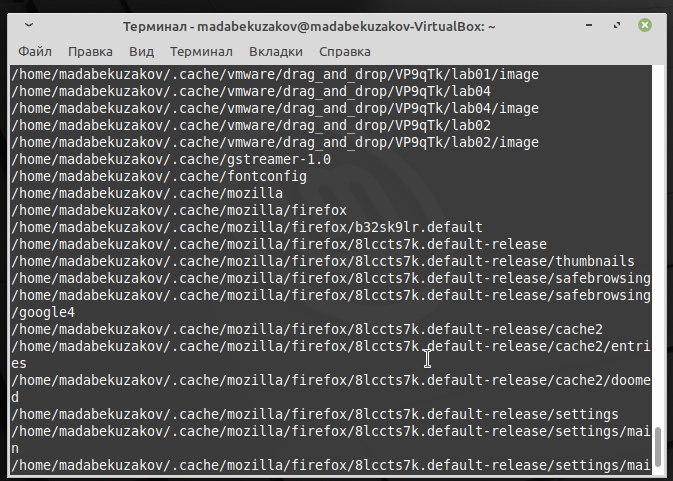 Терминал - madabekuzakov@madabekuzakov-VirtualBox: ~
Файл Правка Вид Терминал Вкладки Справка
/home/madabekuzakov/.cache/vmware/drag_and_drop/VP9qTk/lab01/image
/home/madabekuzakov/.cache/vmware/drag_and_drop/VP9qTk/lab04
/home/madabekuzakov/.cache/vmware/drag_and_drop/VP9qTk/lab04/image
/home/madabekuzakov/.cache/vmware/drag_and_drop/VP9qTk/lab02
/home/madabekuzakov/.cache/vmware/drag_and_drop/VP9qTk/lab02/image
/home/madabekuzakov/.cache/gstreamer-1.0
/home/madabekuzakov/.cache/fontconfig
/home/madabekuzakov/.cache/mozilla
/home/madabekuzakov/.cache/mozilla/firefox
/home/madabekuzakov/.cache/mozilla/firefox/b32sk9lr.default
/home/madabekuzakov/.cache/mozilla/firefox/8lccts7k.default-release
/home/madabekuzakov/.cache/mozilla/firefox/8lccts7k.default-release/thumbnails
/home/madabekuzakov/.cache/mozilla/firefox/8lccts7k.default-release/safebrowsing
/home/madabekuzakov/.cache/mozilla/firefox/8lccts7k.default-release/safebrowsing
/google4
/home/madabekuzakov/.cache/mozilla/firefox/8lccts7k.default-release/cache2
/home/madabekuzakov/.cache/mozilla/firefox/8lccts7k.default-release/cache2/entri
es
/home/madabekuzakov/.cache/mozilla/firefox/8lccts7k.default-release/cache2/doome
d
/home/madabekuzakov/.cache/mozilla/firefox/8lccts7k.default-release/settings
/home/madabekuzakov/.cache/mozilla/firefox/8lccts7k.default-release/settings/mai
n
/home/madabekuzakov/.cache/mozilla/firefox/8lccts7k.default-release/settings/mai